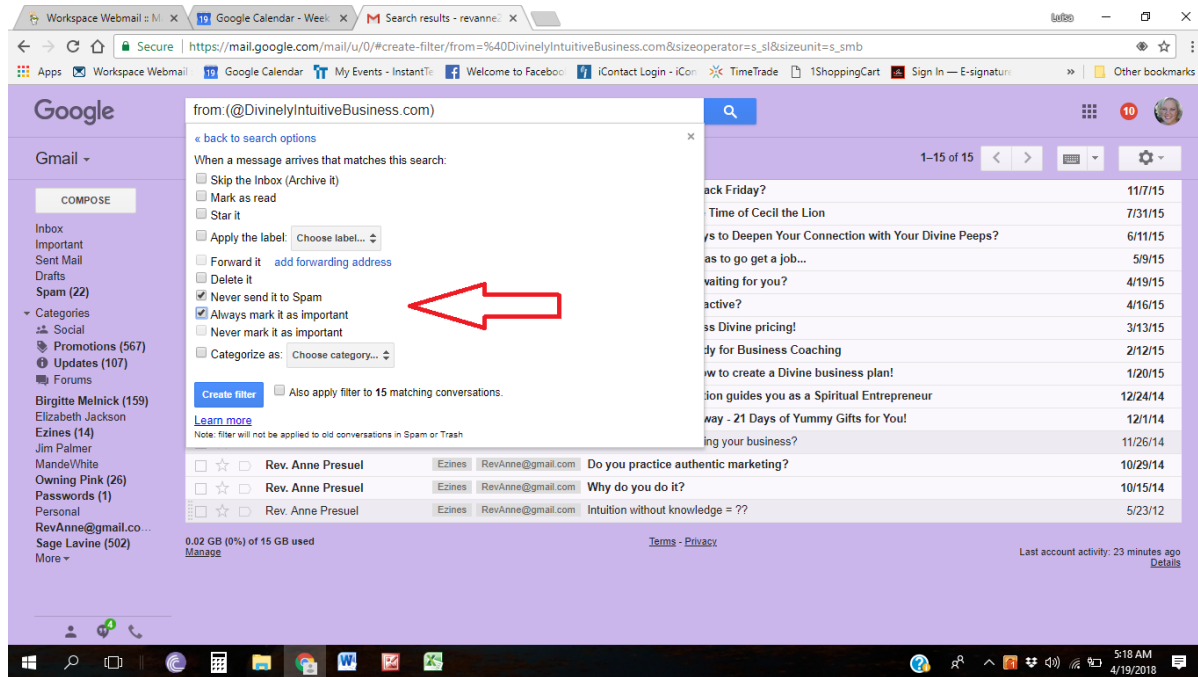 Workspace Webmail :: M
Google Calendar - Week
Search results - revanne2
Luisa
Secure | https://mail.google.com/mail/u/0/#create-filter/from=%40DivinelyIntuitiveBusiness.com&sizeoperator=s_sl&sizeunit=s_smb
Apps Workspace Webmail Google Calendar My Events - InstantTe Welcome to Facebook iContact Login - iCon TimeTrade 1ShoppingCart Sign In — E-signature » Other bookmarks
Google
from:(@DivinelyIntuitiveBusiness.com)
10
« back to search options
Gmail
When a message arrives that matches this search:
1–15 of 15
Skip the Inbox (Archive it)
Mark as read
Star it
Apply the label: Choose label...
Forward it add forwarding address
Delete it
Never send it to Spam
Always mark it as important
Never mark it as important
Categorize as: Choose category...
Create filter Also apply filter to 15 matching conversations.
Learn more
Note: filter will not be applied to old conversations in Spam or Trash
COMPOSE
Inbox
Important
Sent Mail
Drafts
Spam (22)
Categories
Social
Promotions (567)
Updates (107)
Forums
Birgitte Melnick (159)
Elizabeth Jackson
Ezines (14)
Jim Palmer
MandeWhite
Owning Pink (26)
Passwords (1)
Personal
RevAnne@gmail.co...
Sage Lavine (502)
More
ack Friday? 11/7/15
Time of Cecil the Lion 7/31/15
ys to Deepen Your Connection with Your Divine Peeps? 6/11/15
as to go get a job... 5/9/15
waiting for you? 4/19/15
active? 4/16/15
ss Divine pricing! 3/13/15
dy for Business Coaching 2/12/15
ow to create a Divine business plan! 1/20/15
tion guides you as a Spiritual Entrepreneur 12/24/14
way - 21 Days of Yummy Gifts for You! 12/1/14
ing your business? 11/26/14
Rev. Anne Presuel Ezines RevAnne@gmail.com Do you practice authentic marketing? 10/29/14
Rev. Anne Presuel Ezines RevAnne@gmail.com Why do you do it? 10/15/14
Rev. Anne Presuel Ezines RevAnne@gmail.com Intuition without knowledge = ?? 5/23/12
0.02 GB (0%) of 15 GB used
Manage
Terms - Privacy
Last account activity: 23 minutes ago
Details
4
5:18 AM
4/19/2018